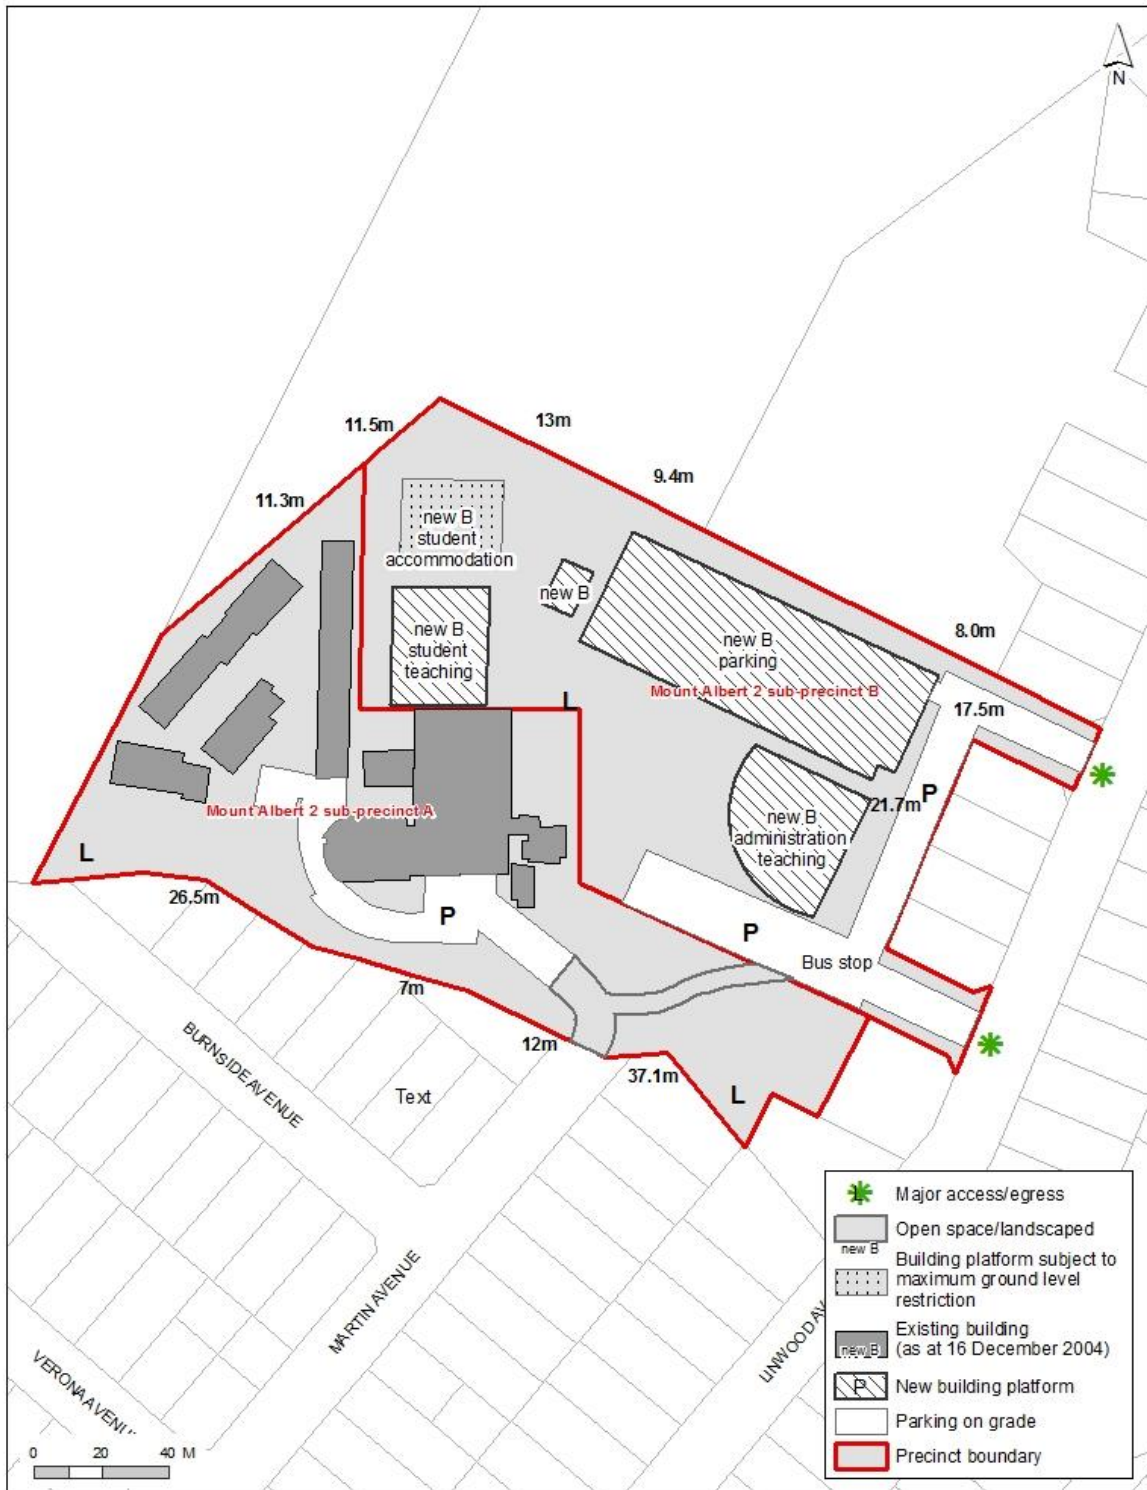 N
11.5m
13m
9.4m
11.3m
new B
student
accommodation
new B
new B
student
teaching
new B
parking
8.0m
Mount Albert 2 sub-precinct B
L
17.5m
P
21.7m
new B
administration
teaching
Mount Albert 2 sub-precinct A
L
26.5m
P
P
Bus stop
7m
12m
37.1m
L
BURNSIDE AVENUE
Text
MARTIN AVENUE
VERONA AVENU
LINWOOD AV
0 20 40 M
L Major access/egress
Open space/landscaped
new B
Building platform subject to
maximum ground level
restriction
Existing building
new B (as at 16 December 2004)
P New building platform
Parking on grade
Precinct boundary